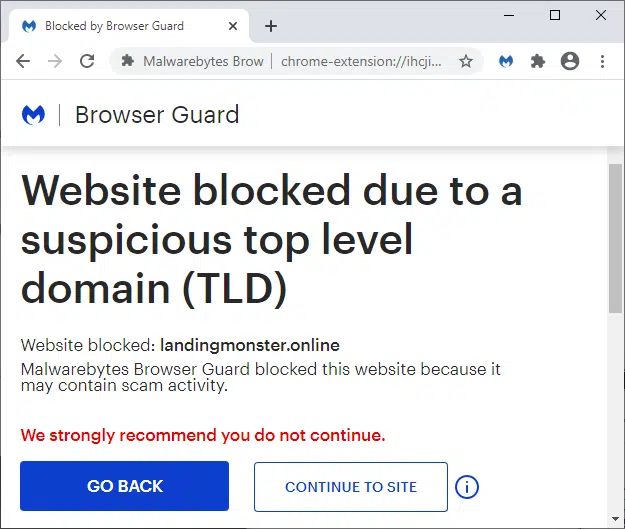 Blocked by Browser Guard
Malwarebytes Brow | chrome-extension://ihcji...
Browser Guard
Website blocked due to a
suspicious top level
domain (TLD)
Website blocked: landingmonster.online
Malwarebytes Browser Guard blocked this website because it
may contain scam activity.
We strongly recommend you do not continue.
GO BACK
CONTINUE TO SITE